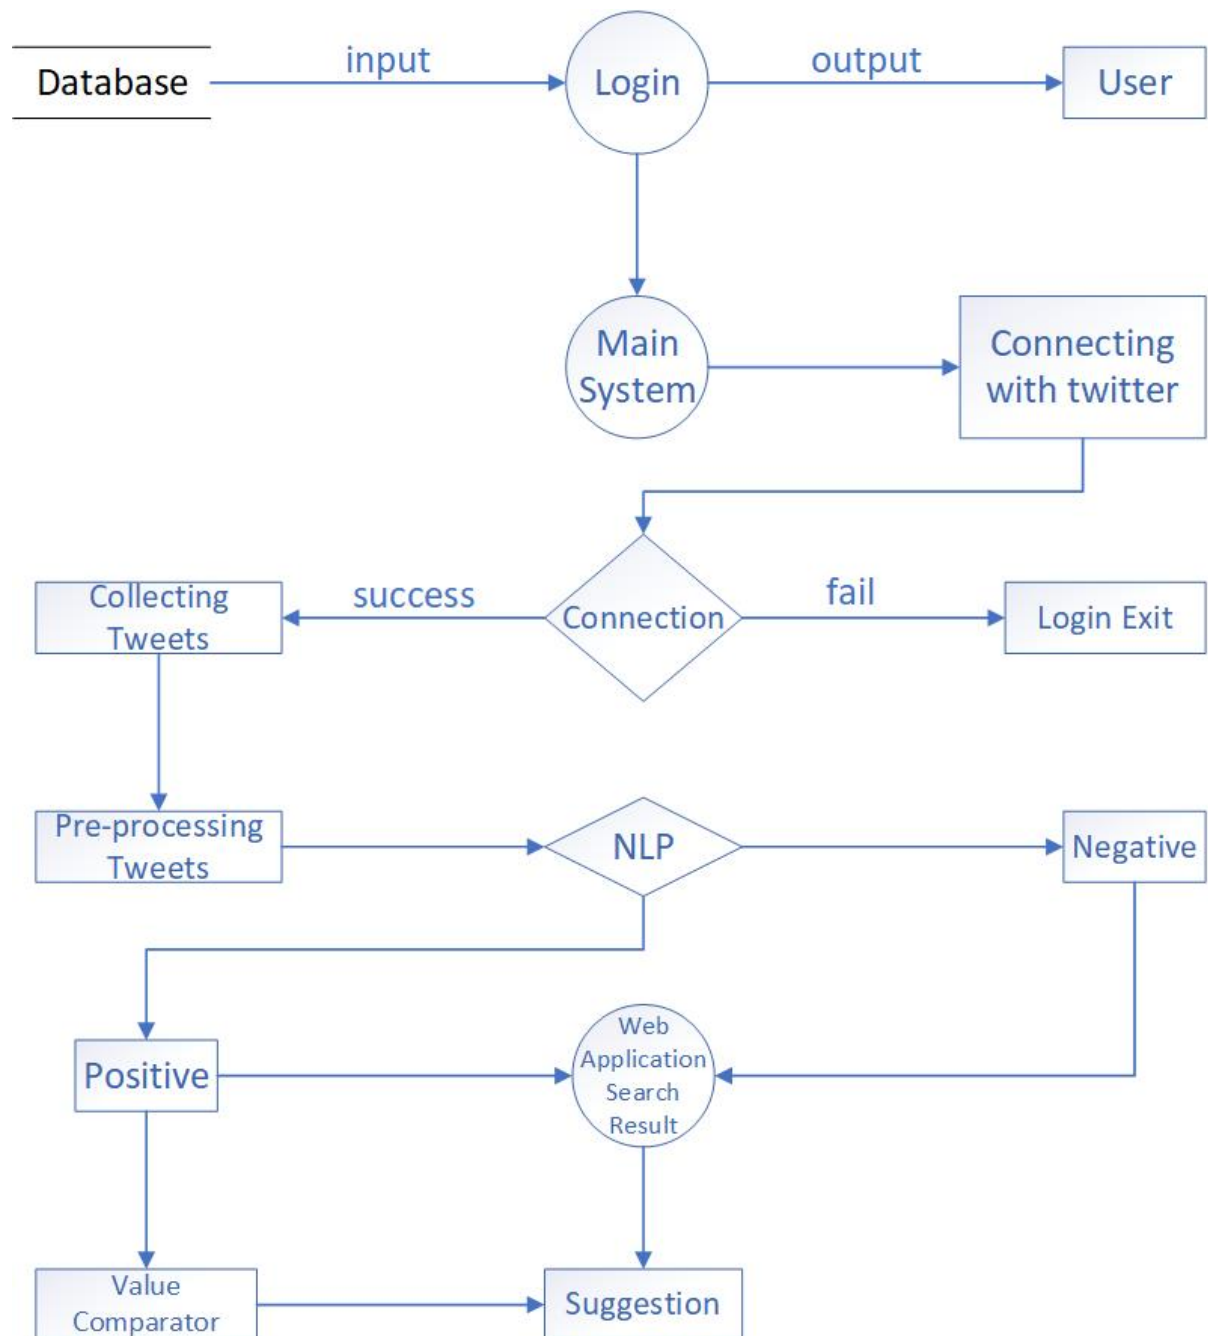 input
output
Database
Login
User
Main
System
Connecting
with twitter
Collecting
Tweets
success
Connection
fail
Login Exit
Pre-processing
Tweets
NLP
Negative
Positive
Web
Application
Search
Result
Value
Comparator
Suggestion